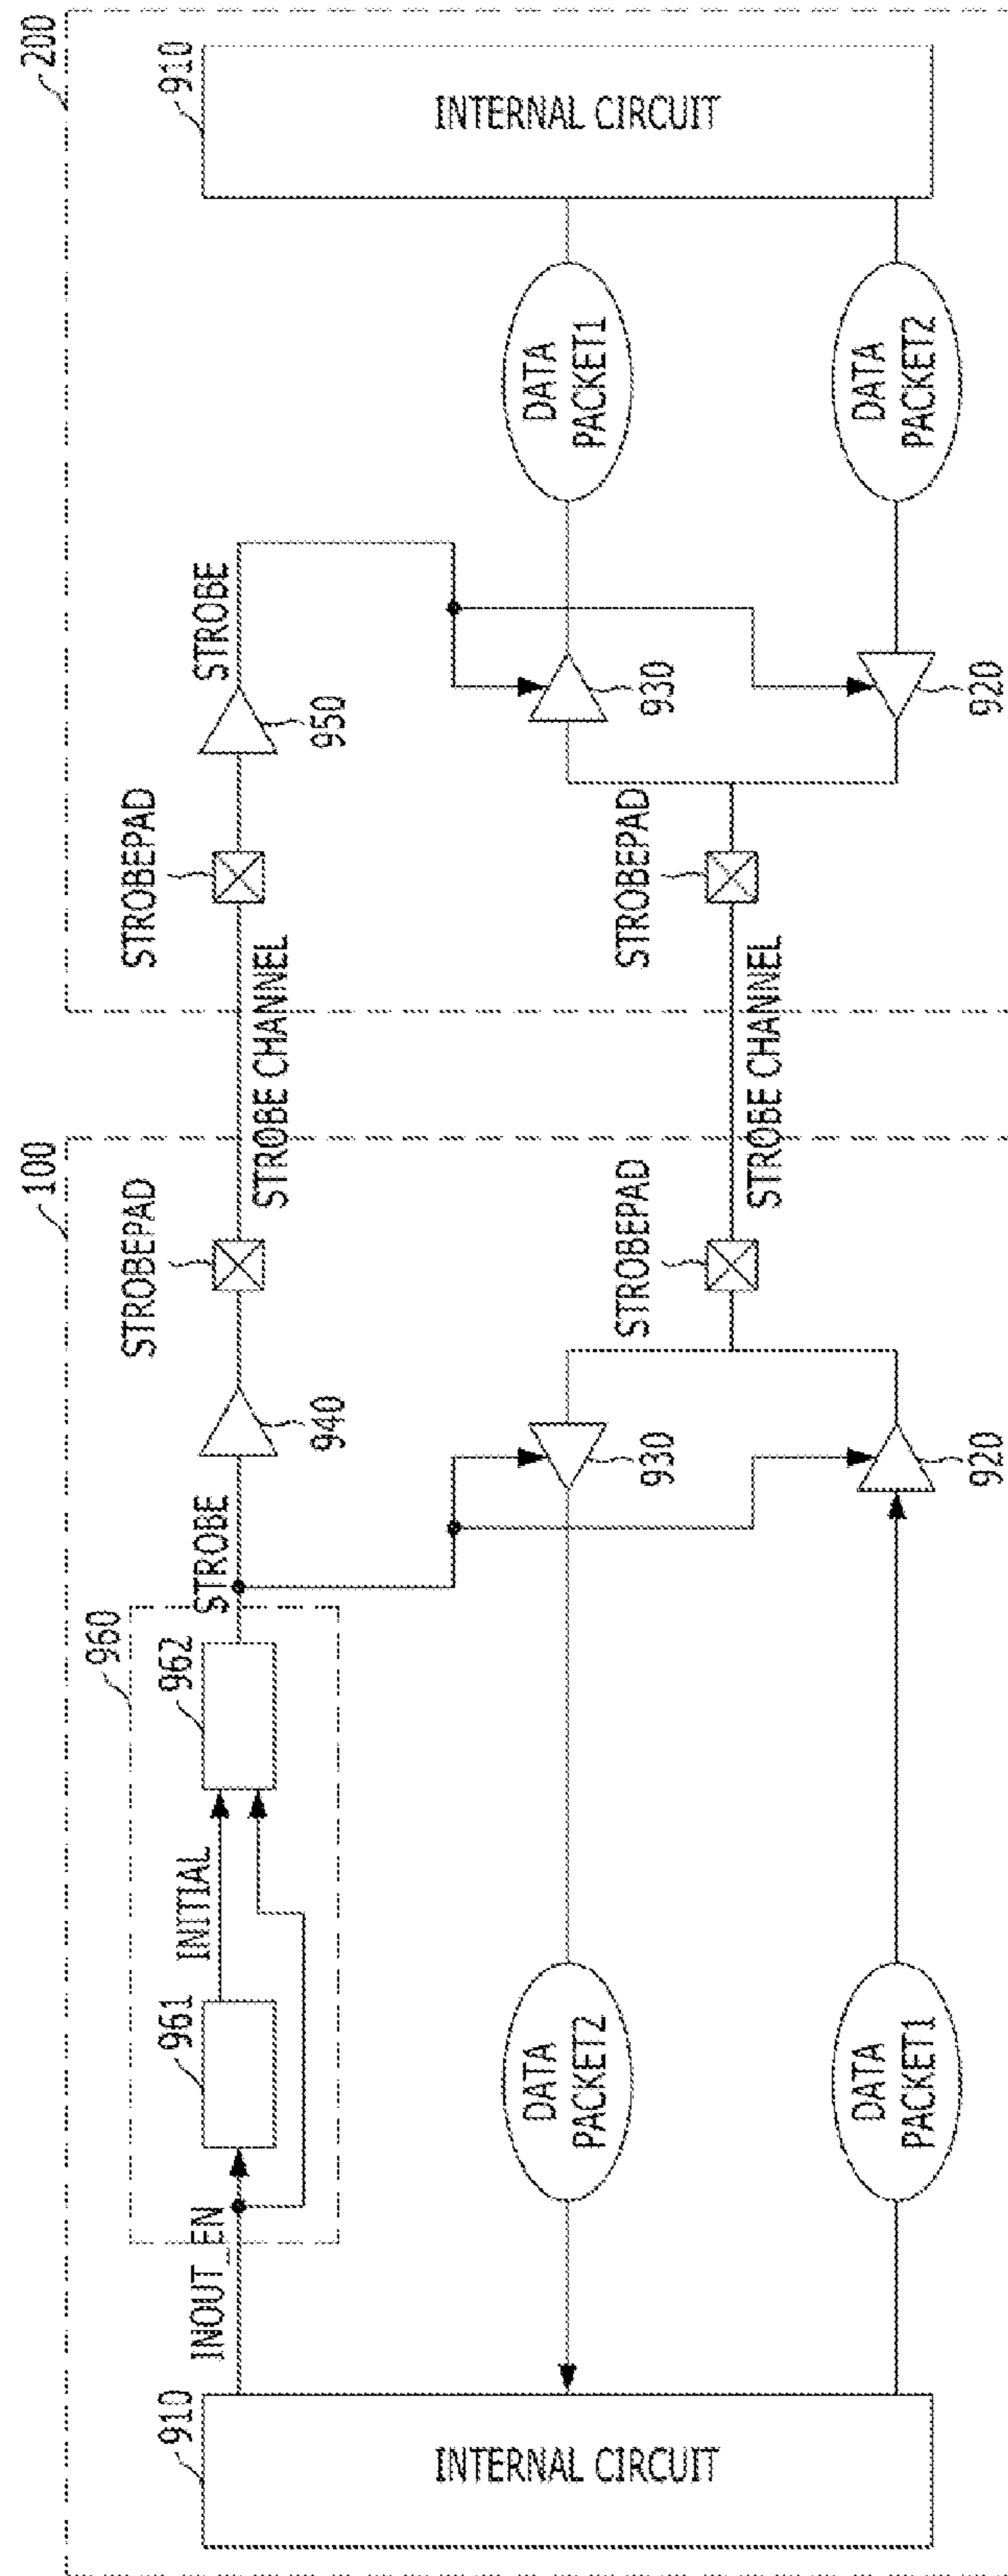 100
200
960
961
962
INITIAL
INOUT_EN
STROBE
940
STROBEPAD
STROBE CHANNEL
STROBEPAD
950
STROBE
910
INTERNAL CIRCUIT
910
INTERNAL CIRCUIT
DATA
PACKET2
930
STROBEPAD
STROBE CHANNEL
STROBEPAD
930
DATA
PACKET1
DATA
PACKET1
920
920
DATA
PACKET2